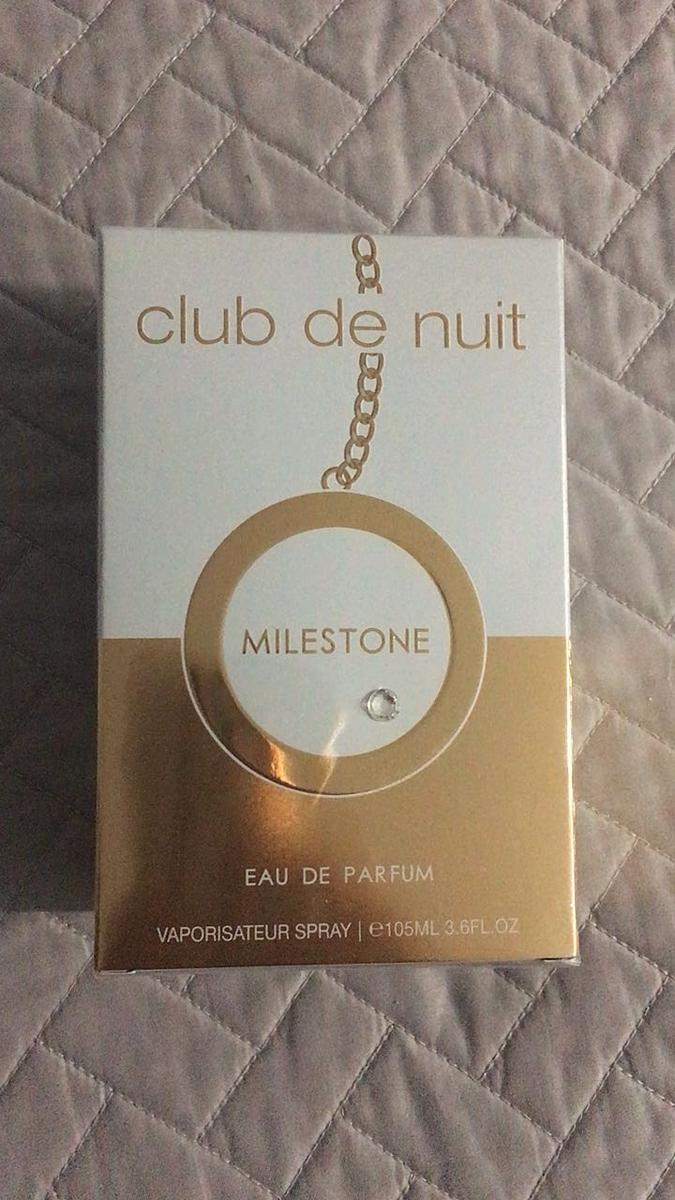 club de nuit
MILESTONE
EAU DE PARFUM
VAPORISATEUR SPRAY | ℮105ML 3.6FL.OZ